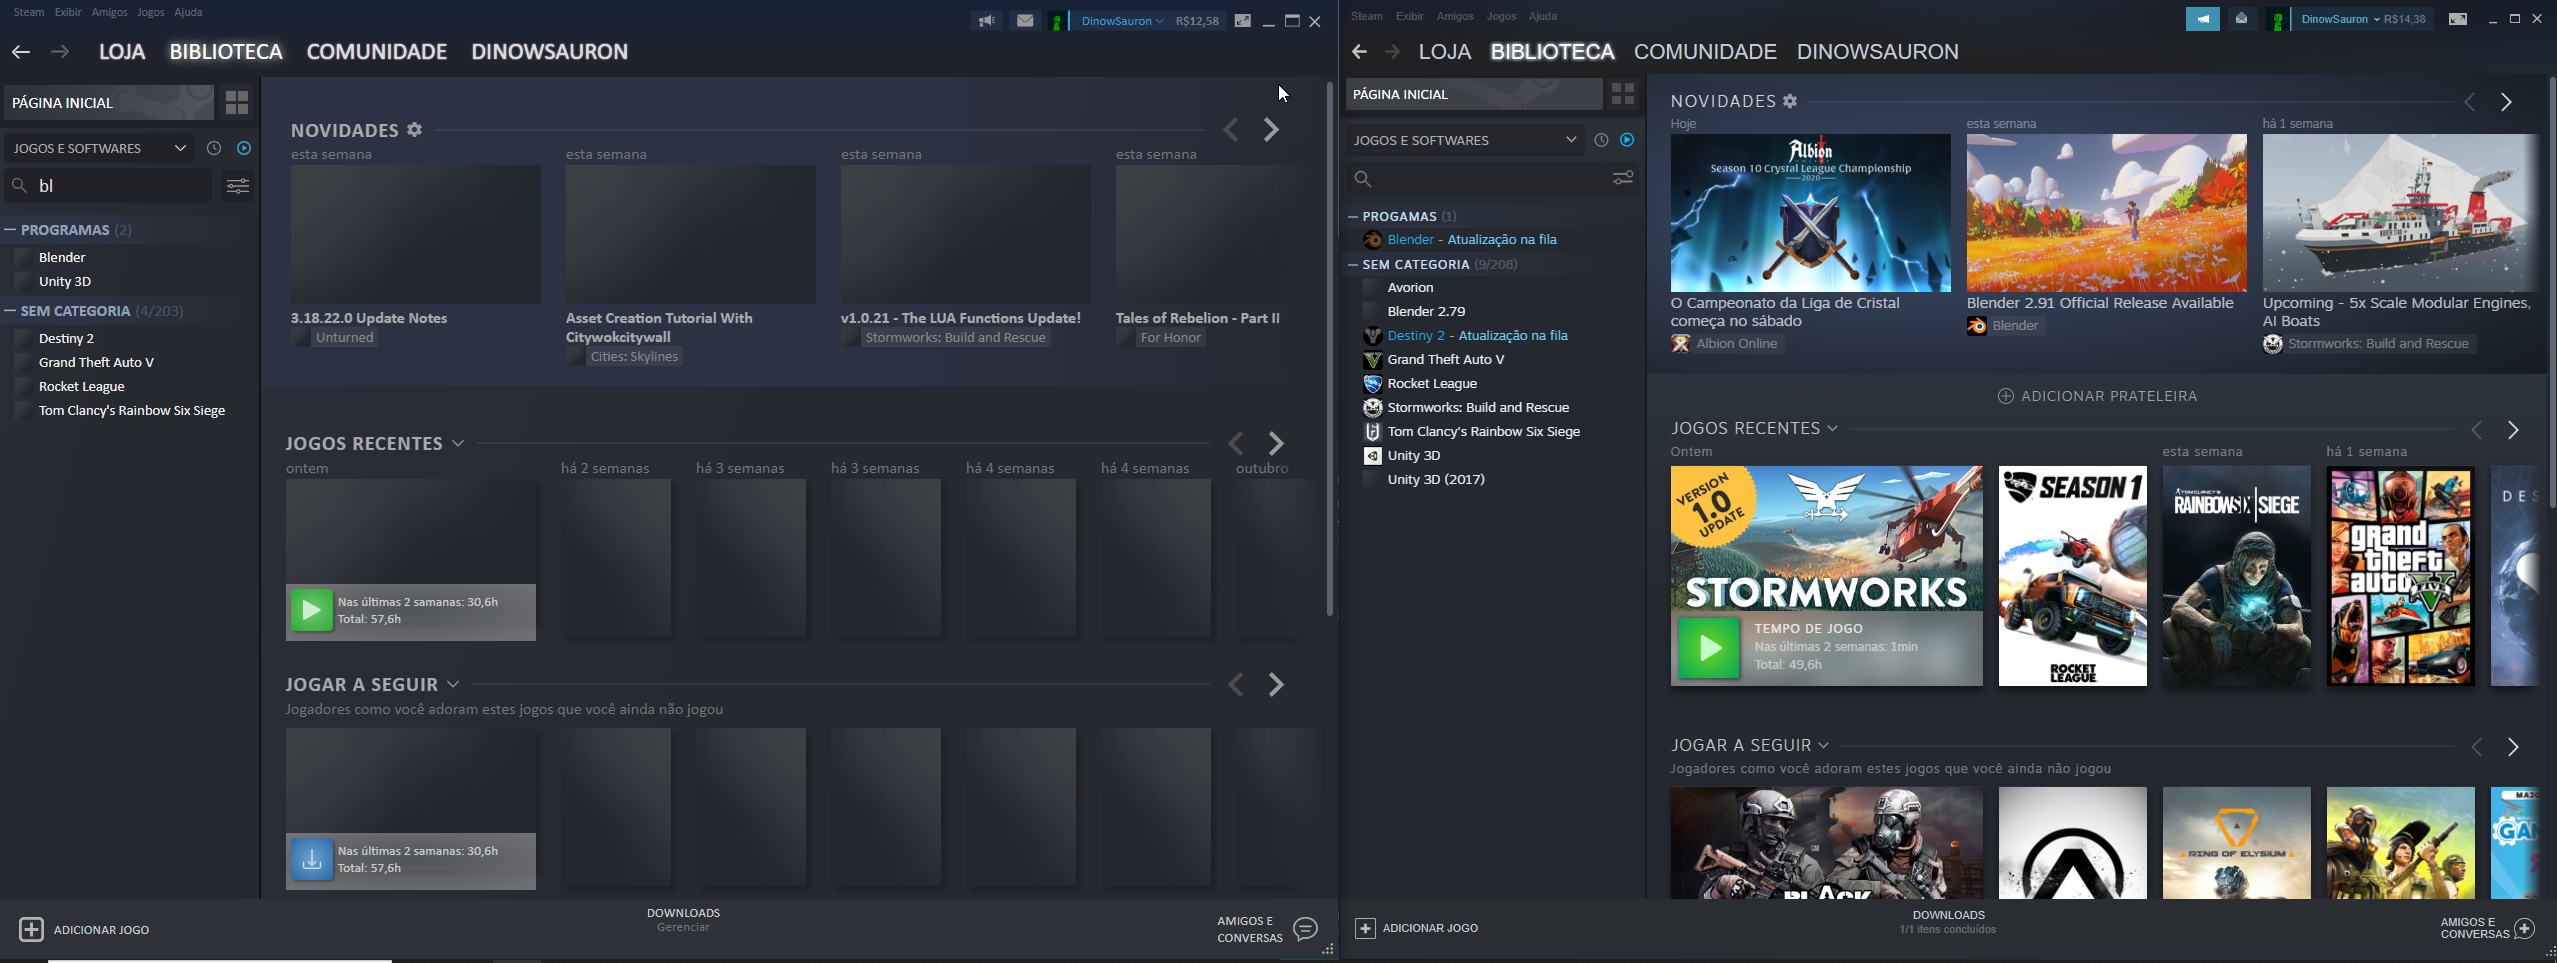 Steam Exibir Amigos Jogos Ajuda
DinowSauron R$12,58
LOJA BIBLIOTECA COMUNIDADE DINOWSAURON
PÁGINA INICIAL
JOGOS E SOFTWARES
bl
PROGRAMAS (2)
Blender
Unity 3D
SEM CATEGORIA (4/203)
Destiny 2
Grand Theft Auto V
Rocket League
Tom Clancy's Rainbow Six Siege
NOVIDADES
esta semana
3.18.22.0 Update Notes
Unturned
esta semana
Asset Creation Tutorial With
Citywokcitywall
Cities: Skylines
esta semana
v1.0.21 - The LUA Functions Update!
Stormworks: Build and Rescue
esta semana
Tales of Rebelion - Part II
For Honor
JOGOS RECENTES
ontem
há 2 semanas
há 3 semanas
há 3 semanas
há 4 semanas
há 4 semanas
outubro
Nas últimas 2 samanas: 30,6h
Total: 57,6h
JOGAR A SEGUIR
Jogadores como você adoram estes jogos que você ainda não jogou
Nas últimas 2 samanas: 30,6h
Total: 57,6h
ADICIONAR JOGO
DOWNLOADS
Gerenciar
AMIGOS E
CONVERSAS
Steam Exibir Amigos Jogos Ajuda
DinowSauron R$14,38
LOJA BIBLIOTECA COMUNIDADE DINOWSAURON
PÁGINA INICIAL
JOGOS E SOFTWARES
PROGAMAS (1)
Blender - Atualização na fila
SEM CATEGORIA (9/208)
Avorion
Blender 2.79
Destiny 2 - Atualização na fila
Grand Theft Auto V
Rocket League
Stormworks: Build and Rescue
Tom Clancy's Rainbow Six Siege
Unity 3D
Unity 3D (2017)
NOVIDADES
Hoje
Albion
Season 10 Crystal League Championship
2020
O Campeonato da Liga de Cristal
começa no sábado
Albion Online
esta semana
Blender 2.91 Official Release Available
Blender
há 1 semana
Upcoming - 5x Scale Modular Engines,
AI Boats
Stormworks: Build and Rescue
ADICIONAR PRATELEIRA
JOGOS RECENTES
Ontem
VERSION
1.0
UPDATE
STORMWORKS
TEMPO DE JOGO
Nas últimas 2 semanas: 1min
Total: 49,6h
SEASON 1
ROCKET
LEAGUE
esta semana
TOM CLANCY'S
RAINBOW SIX SIEGE
há 1 semana
grand
theft
auto
FIVE
DES
JOGAR A SEGUIR
Jogadores como você adoram estes jogos que você ainda não jogou
BLACK
RING OF ELYSIUM
ADICIONAR JOGO
DOWNLOADS
1/1 itens concluídos
AMIGOS E
CONVERSAS